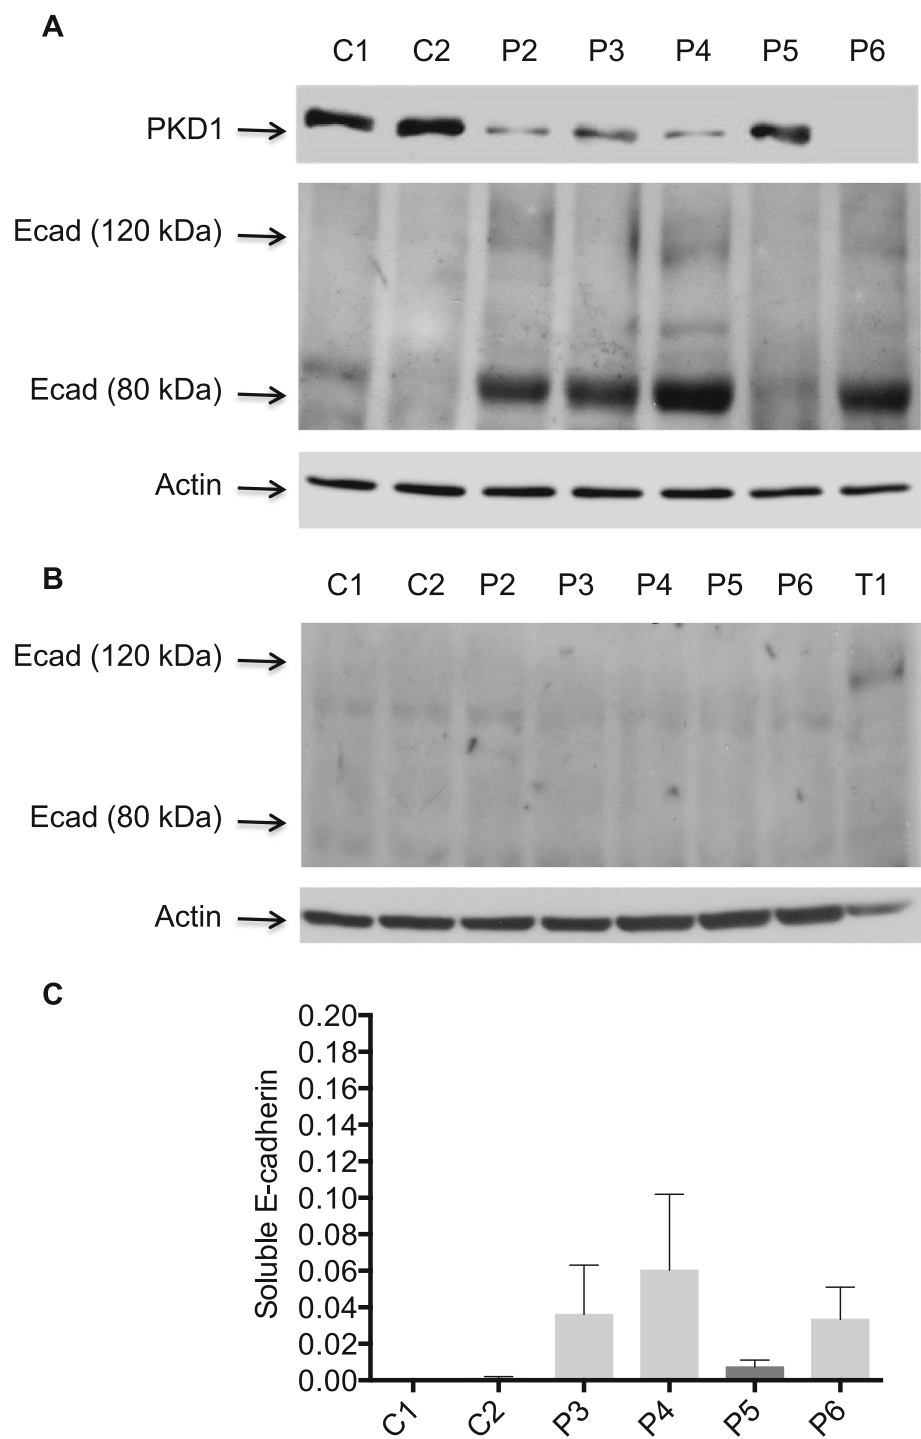 A
C1 C2 P2 P3 P4 P5 P6
PKD1
Ecad (120 kDa)
Ecad (80 kDa)
Actin
B
C1 C2 P2 P3 P4 P5 P6 T1
Ecad (120 kDa)
Ecad (80 kDa)
Actin
C
Soluble E-cadherin
0.20
0.18
0.16
0.14
0.12
0.10
0.08
0.06
0.04
0.02
0.00
C1 C2 P3 P4 P5 P6